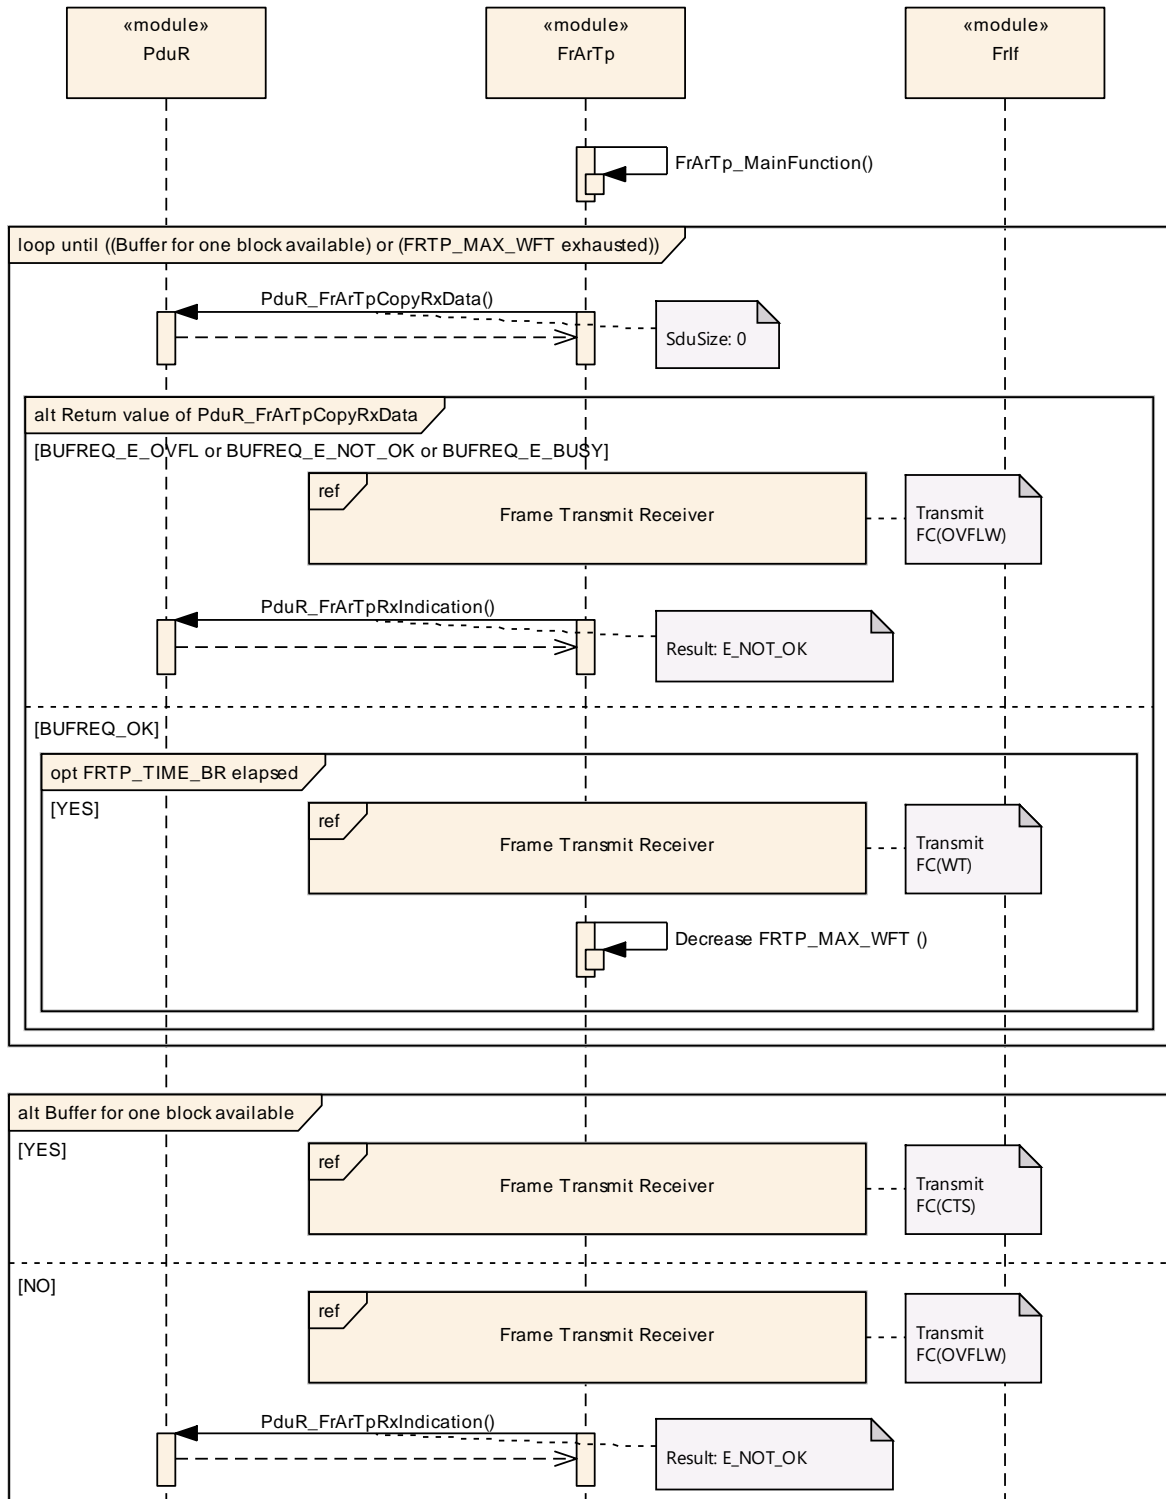 «module»
PduR
«module»
FrArTp
«module»
FrIf
FrArTp_MainFunction()
loop until ((Buffer for one block available) or (FRTP_MAX_WFT exhausted))
PduR_FrArTpCopyRxData()
SduSize: 0
alt Return value of PduR_FrArTpCopyRxData
[BUFREQ_E_OVFL or BUFREQ_E_NOT_OK or BUFREQ_E_BUSY]
ref
Frame Transmit Receiver
Transmit
FC(OVFLW)
PduR_FrArTpRxIndication()
Result: E_NOT_OK
[BUFREQ_OK]
opt FRTP_TIME_BR elapsed
[YES]
ref
Frame Transmit Receiver
Transmit
FC(WT)
Decrease FRTP_MAX_WFT ()
alt Buffer for one block available
[YES]
ref
Frame Transmit Receiver
Transmit
FC(CTS)
[NO]
ref
Frame Transmit Receiver
Transmit
FC(OVFLW)
PduR_FrArTpRxIndication()
Result: E_NOT_OK